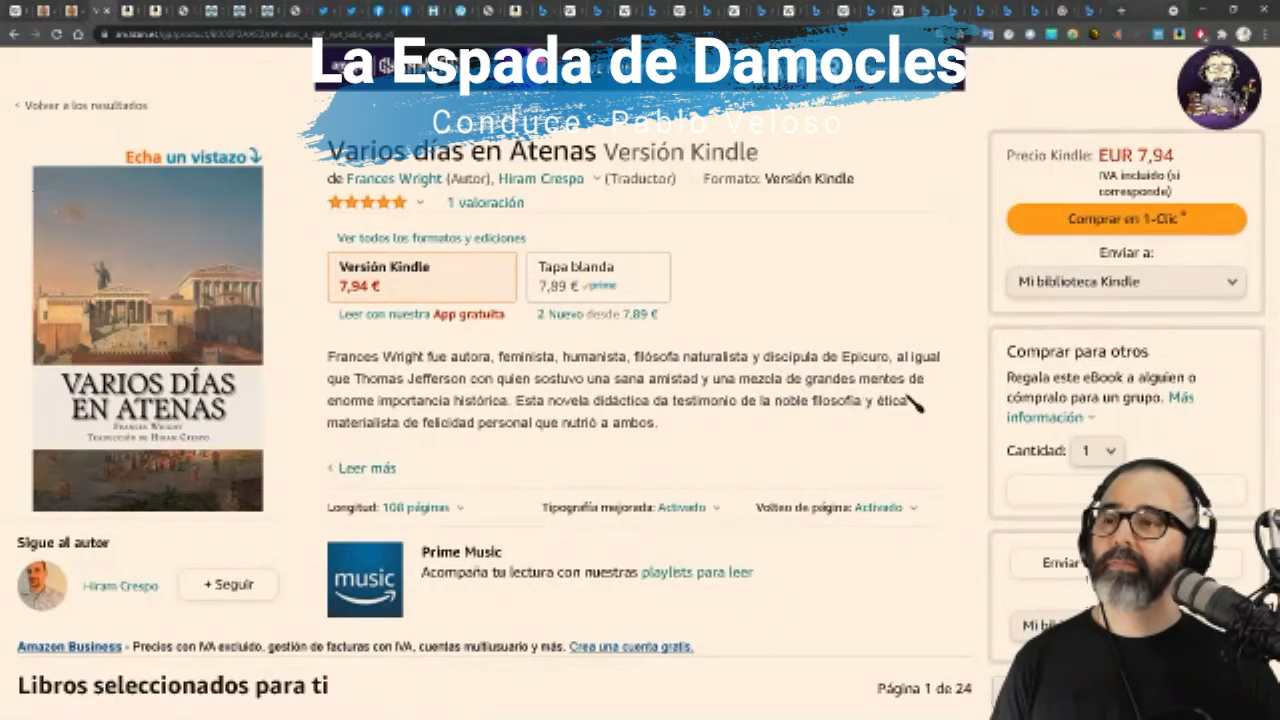 La Espada de Damocles
Conduce: Pablo Veloso
‹ Volver a los resultados
Echa un vistazo
Varios días en Atenas Versión Kindle
de Frances Wright (Autor), Hiram Crespo (Traductor) Formato: Versión Kindle
1 valoración
Ver todos los formatos y ediciones
Versión Kindle
7,94 €
Tapa blanda
7,89 € prime
Leer con nuestra App gratuita
2 Nuevo desde 7,89 €
Frances Wright fue autora, feminista, humanista, filósofa naturalista y discípula de Epicuro, al igual
que Thomas Jefferson con quien sostuvo una sana amistad y una mezcla de grandes mentes de
enorme importancia histórica. Esta novela didáctica da testimonio de la noble filosofía y ética
materialista de felicidad personal que nutrió a ambos.
‹ Leer más
Longitud: 108 páginas Tipografía mejorada: Activado Volteo de página: Activado
VARIOS DÍAS
EN ATENAS
FRANCES WRIGHT
TRADUCCIÓN DE HIRAM CRESPO
Sigue al autor
Hiram Crespo
+ Seguir
music
Prime Music
Acompaña tu lectura con nuestras playlists para leer
Amazon Business - Precios con IVA excluido, gestión de facturas con IVA, cuentas multiusuario y más. Crea una cuenta gratis.
Libros seleccionados para ti
Página 1 de 24
Precio Kindle: EUR 7,94
IVA incluido (si
corresponde)
Comprar en 1-Clic®
Enviar a:
Mi biblioteca Kindle
Comprar para otros
Regala este eBook a alguien o
cómpralo para un grupo. Más
información
Cantidad: 1
Enviar